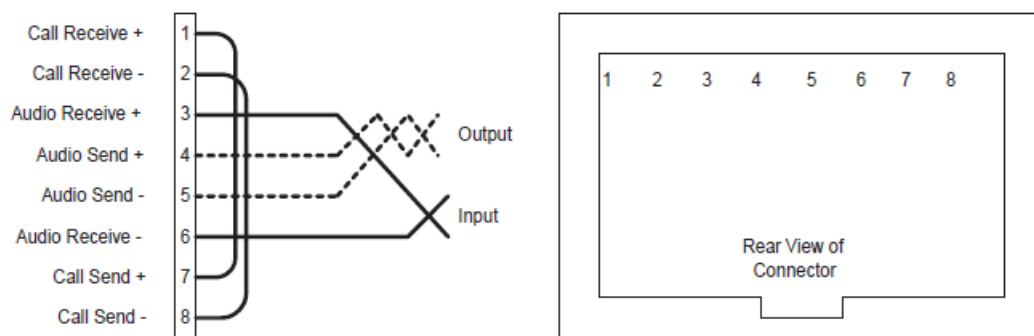 Call Receive + 1
Call Receive - 2
Audio Receive + 3
Audio Send + 4
Audio Send - 5
Audio Receive - 6
Call Send + 7
Call Send - 8
Output
Input
1 2 3 4 5 6 7 8
Rear View of
Connector